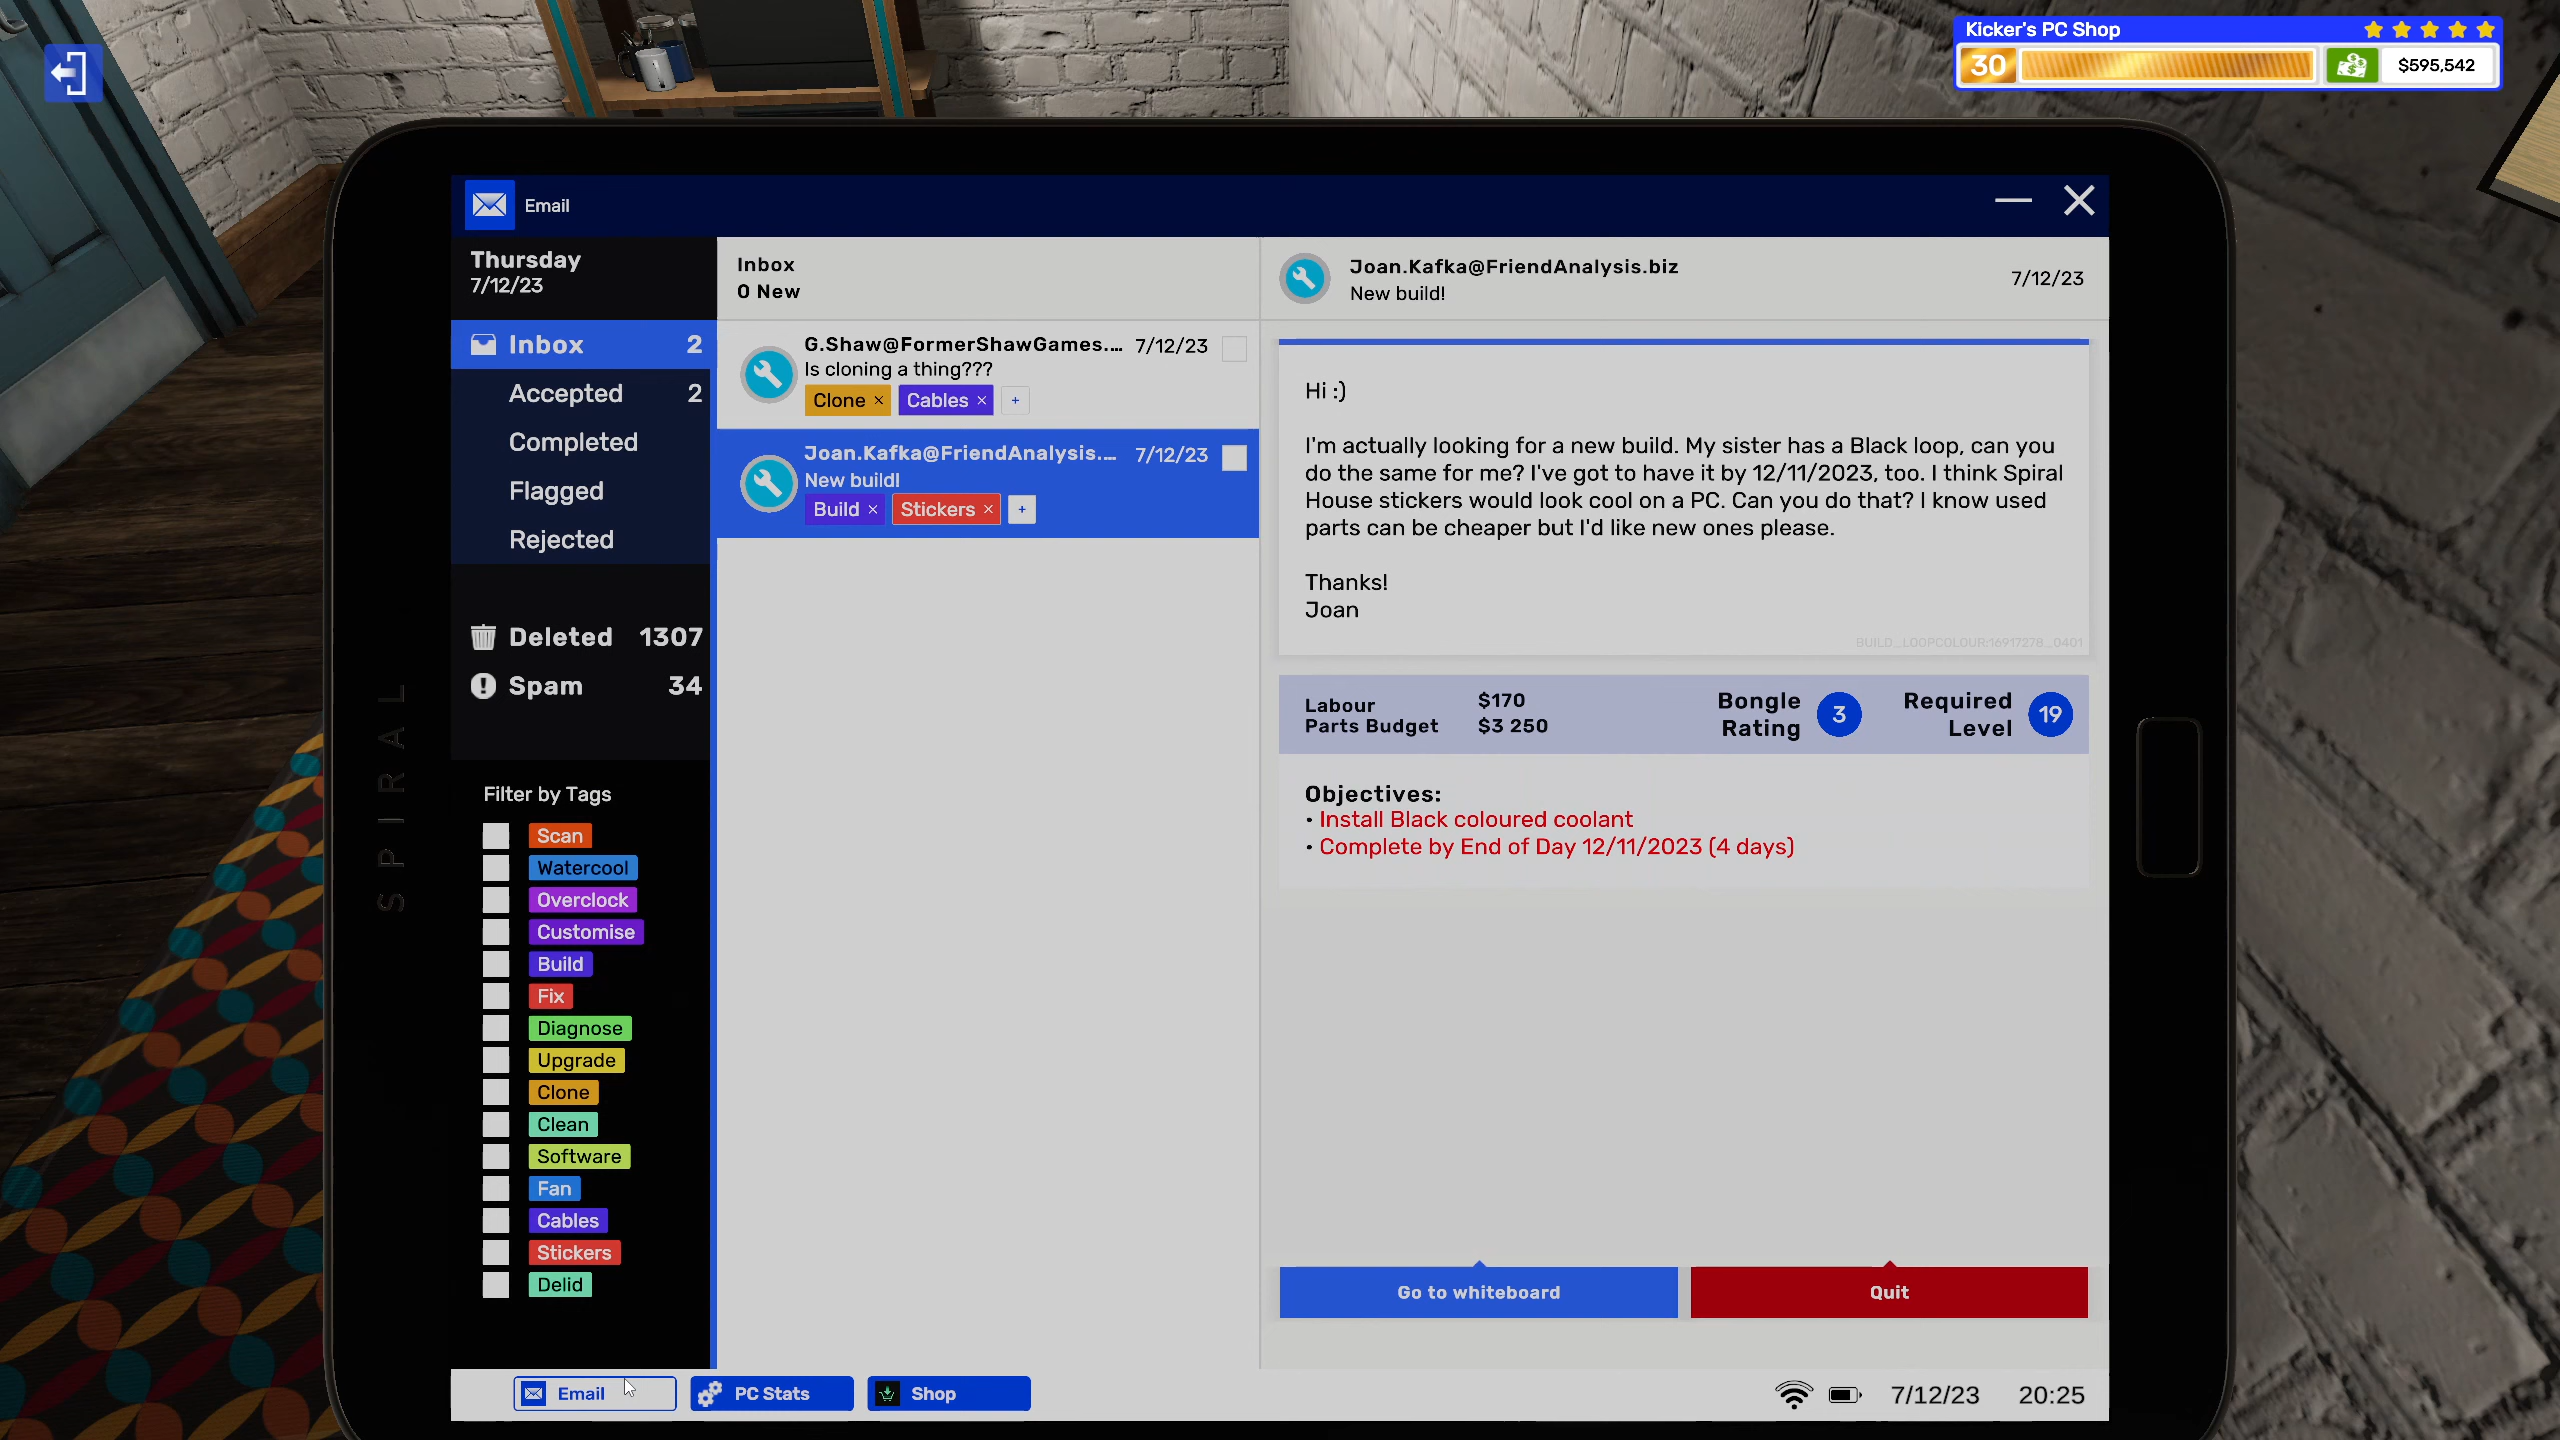 Kicker's PC Shop
30
$595,542
Email
Thursday
7/12/23
Inbox 2
Accepted 2
Completed
Flagged
Rejected
Deleted 1307
Spam 34
Filter by Tags
Scan
Watercool
Overclock
Customise
Build
Fix
Diagnose
Upgrade
Clone
Clean
Software
Fan
Cables
Stickers
Delid
Inbox
0 New
G.Shaw@FormerShawGames.... 7/12/23
Is cloning a thing???
Clone × Cables × +
Joan.Kafka@FriendAnalysis.... 7/12/23
New build!
Build × Stickers × +
Joan.Kafka@FriendAnalysis.biz
New build!
7/12/23
Hi :)
I'm actually looking for a new build. My sister has a Black loop, can you
do the same for me? I've got to have it by 12/11/2023, too. I think Spiral
House stickers would look cool on a PC. Can you do that? I know used
parts can be cheaper but I'd like new ones please.
Thanks!
Joan
BUILD_LOOPCOLOUR:16917278_0401
Labour $170
Parts Budget $3 250
Bongle
Rating 3
Required
Level 19
Objectives:
• Install Black coloured coolant
• Complete by End of Day 12/11/2023 (4 days)
Go to whiteboard
Quit
Email
PC Stats
Shop
7/12/23
20:25
SPIRAL